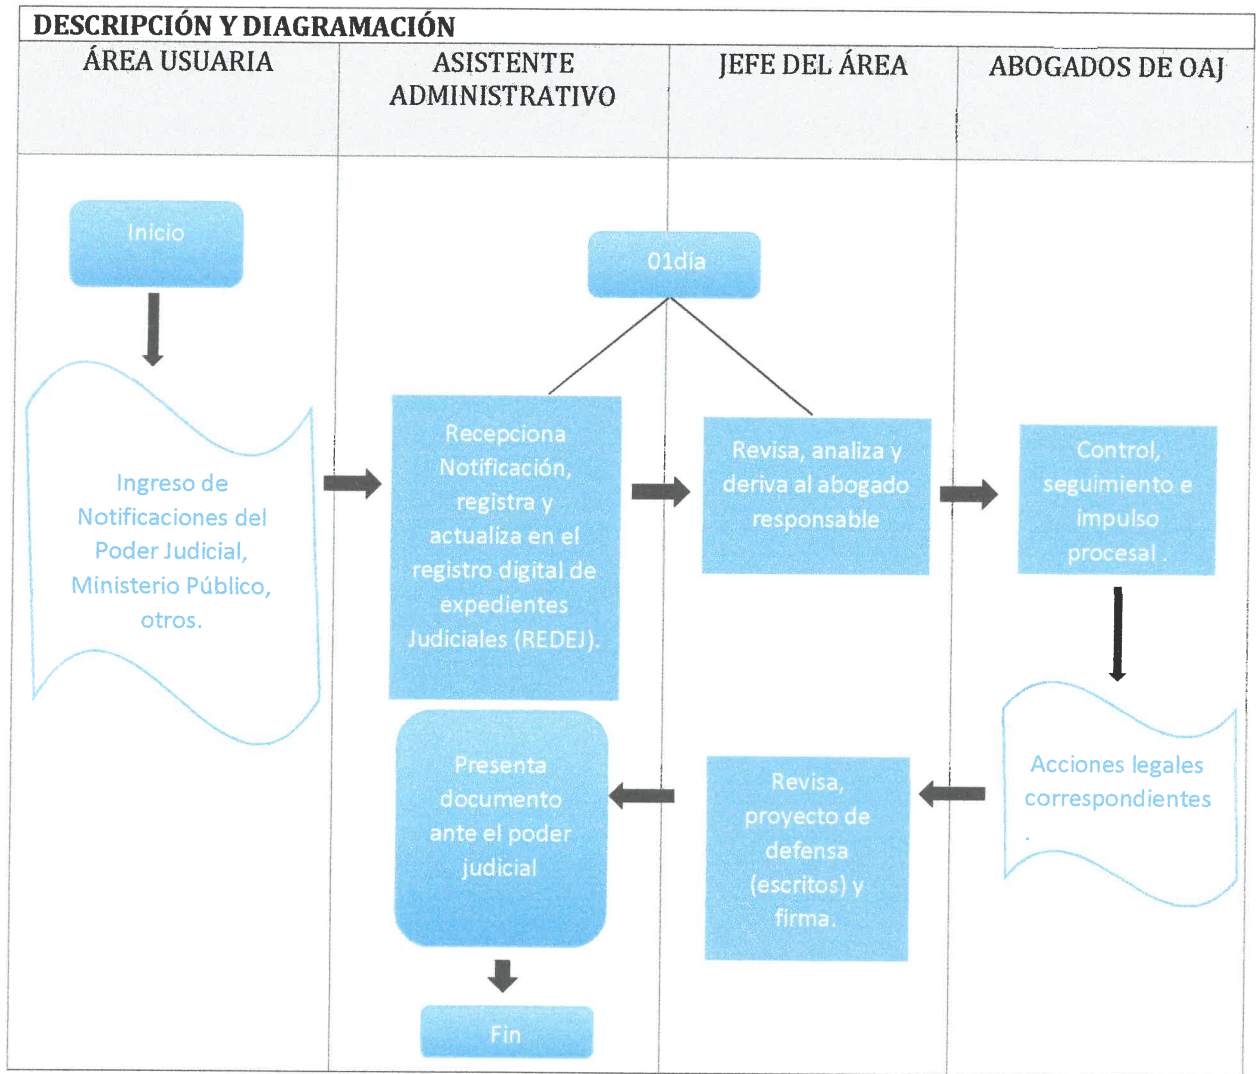 DESCRIPCIÓN Y DIAGRAMACIÓN
ÁREA USUARIA
ASISTENTE
ADMINISTRATIVO
JEFE DEL ÁREA
ABOGADOS DE OAJ
Inicio
01día
Ingreso de
Notificaciones del
Poder Judicial,
Ministerio Público,
otros.
Recepciona
Notificación,
registra y
actualiza en el
registro digital de
expedientes
Judiciales (REDEJ).
Revisa, analiza y
deriva al abogado
responsable
Control,
seguimiento e
impulso
procesal .
Acciones legales
correspondientes
.
Revisa,
proyecto de
defensa
(escritos) y
firma.
Presenta
documento
ante el poder
judicial
Fin